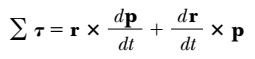 ∑ τ = r × dp/dt + dr/dt × p